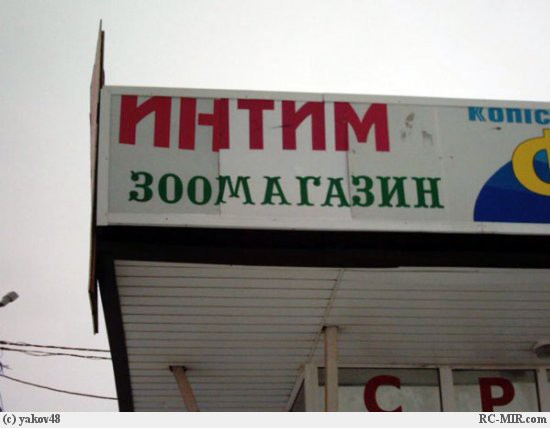 ИНТИМ
ЗООМАГАЗИН
С Р
(c) yakov48
RC-MIR.com